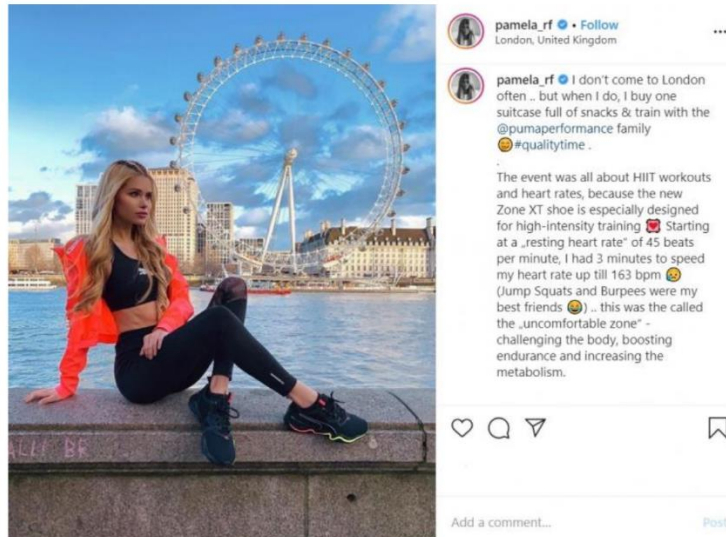 pamela_rf • Follow
London, United Kingdom
pamela_rf I don't come to London
often .. but when I do, I buy one
suitcase full of snacks & train with the
@pumaperformance family
😊#qualitytime .
.
The event was all about HIIT workouts
and heart rates, because the new
Zone XT shoe is especially designed
for high-intensity training 💓 Starting
at a „resting heart rate" of 45 beats
per minute, I had 3 minutes to speed
my heart rate up till 163 bpm 😥
(Jump Squats and Burpees were my
best friends 😂) .. this was the called
the „uncomfortable zone" -
challenging the body, boosting
endurance and increasing the
metabolism.
Add a comment...
Post